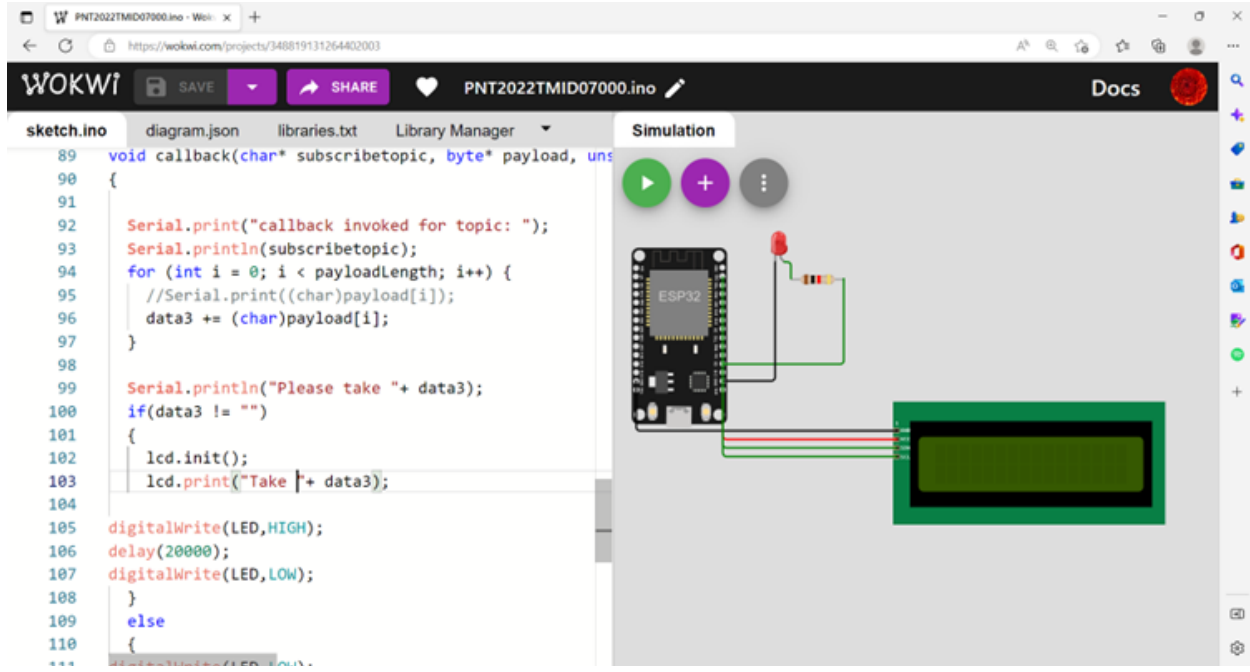 PNT2022TMID07000.ino - Wok
https://wokwi.com/projects/348819131264402003
WOKWi SAVE SHARE PNT2022TMID07000.ino Docs
sketch.ino diagram.json libraries.txt Library Manager Simulation
89 void callback(char* subscribetopic, byte* payload, uns
90 {
91
92 Serial.print("callback invoked for topic: ");
93 Serial.println(subscribetopic);
94 for (int i = 0; i < payloadLength; i++) {
95 //Serial.print((char)payload[i]);
96 data3 += (char)payload[i];
97 }
98
99 Serial.println("Please take "+ data3);
100 if(data3 != "")
101 {
102 lcd.init();
103 lcd.print("Take "+ data3);
104
105 digitalWrite(LED,HIGH);
106 delay(20000);
107 digitalWrite(LED,LOW);
108 }
109 else
110 {
ESP32